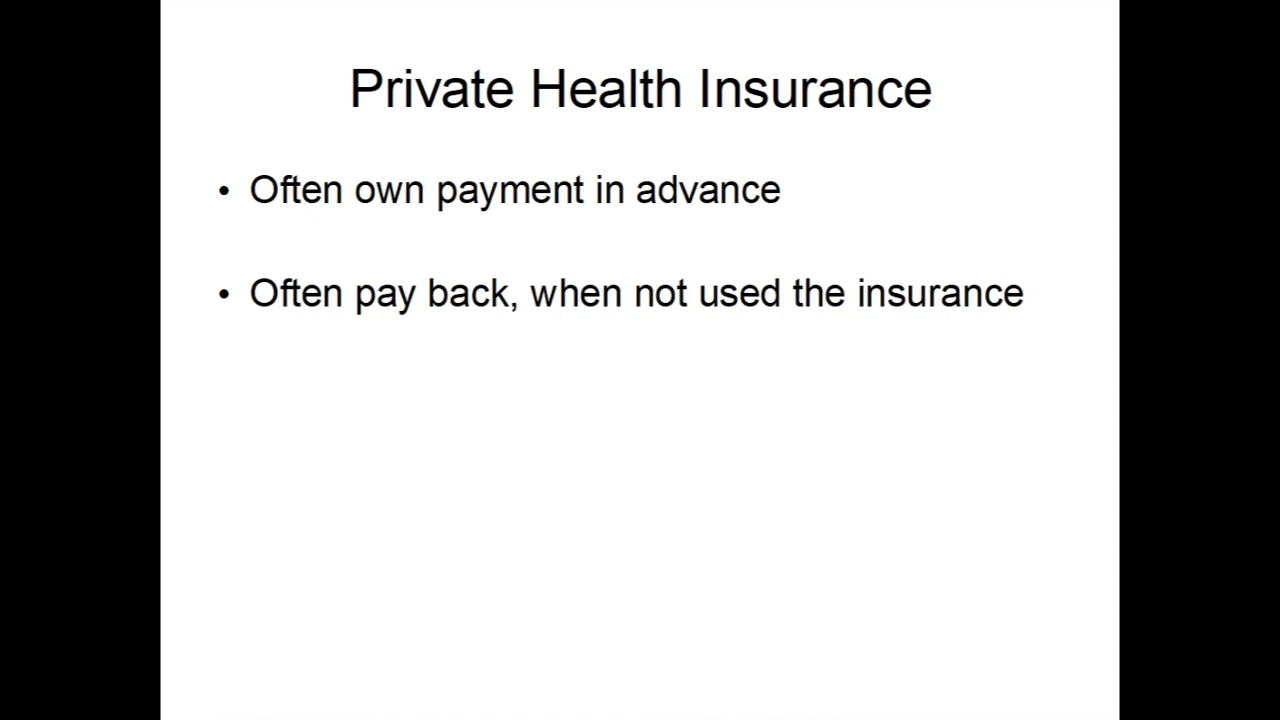 Private Health Insurance
• Often own payment in advance
• Often pay back, when not used the insurance